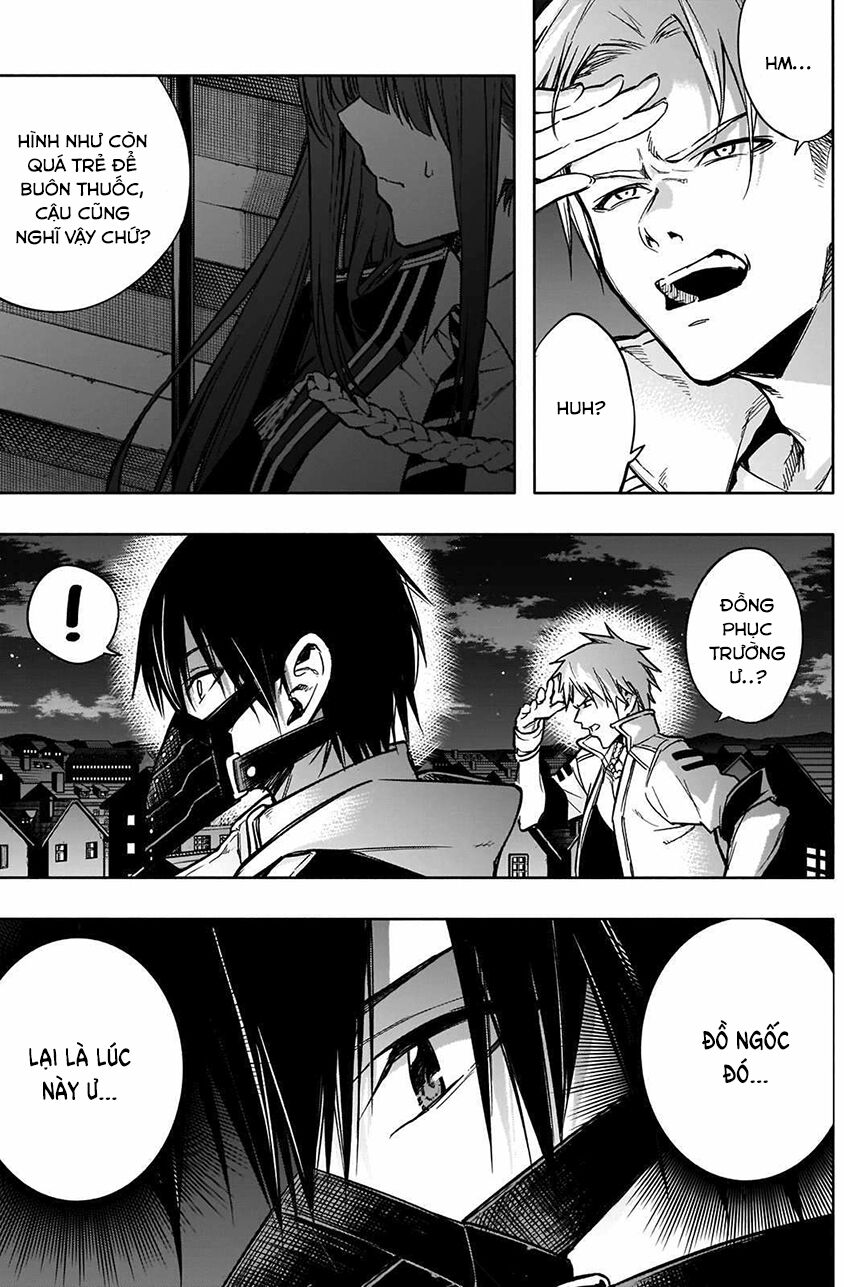 HM...
HUH?
HÌNH NHƯ CÒN
QUÁ TRẺ ĐỂ
BUÔN THUỐC,
CẬU CŨNG
NGHĨ VẬY CHỨ?
ĐỒNG
PHỤC
TRƯỜNG
Ư..?
!
ĐỒ NGỐC
ĐÓ...
LẠI LÀ LÚC
NÀY Ư...